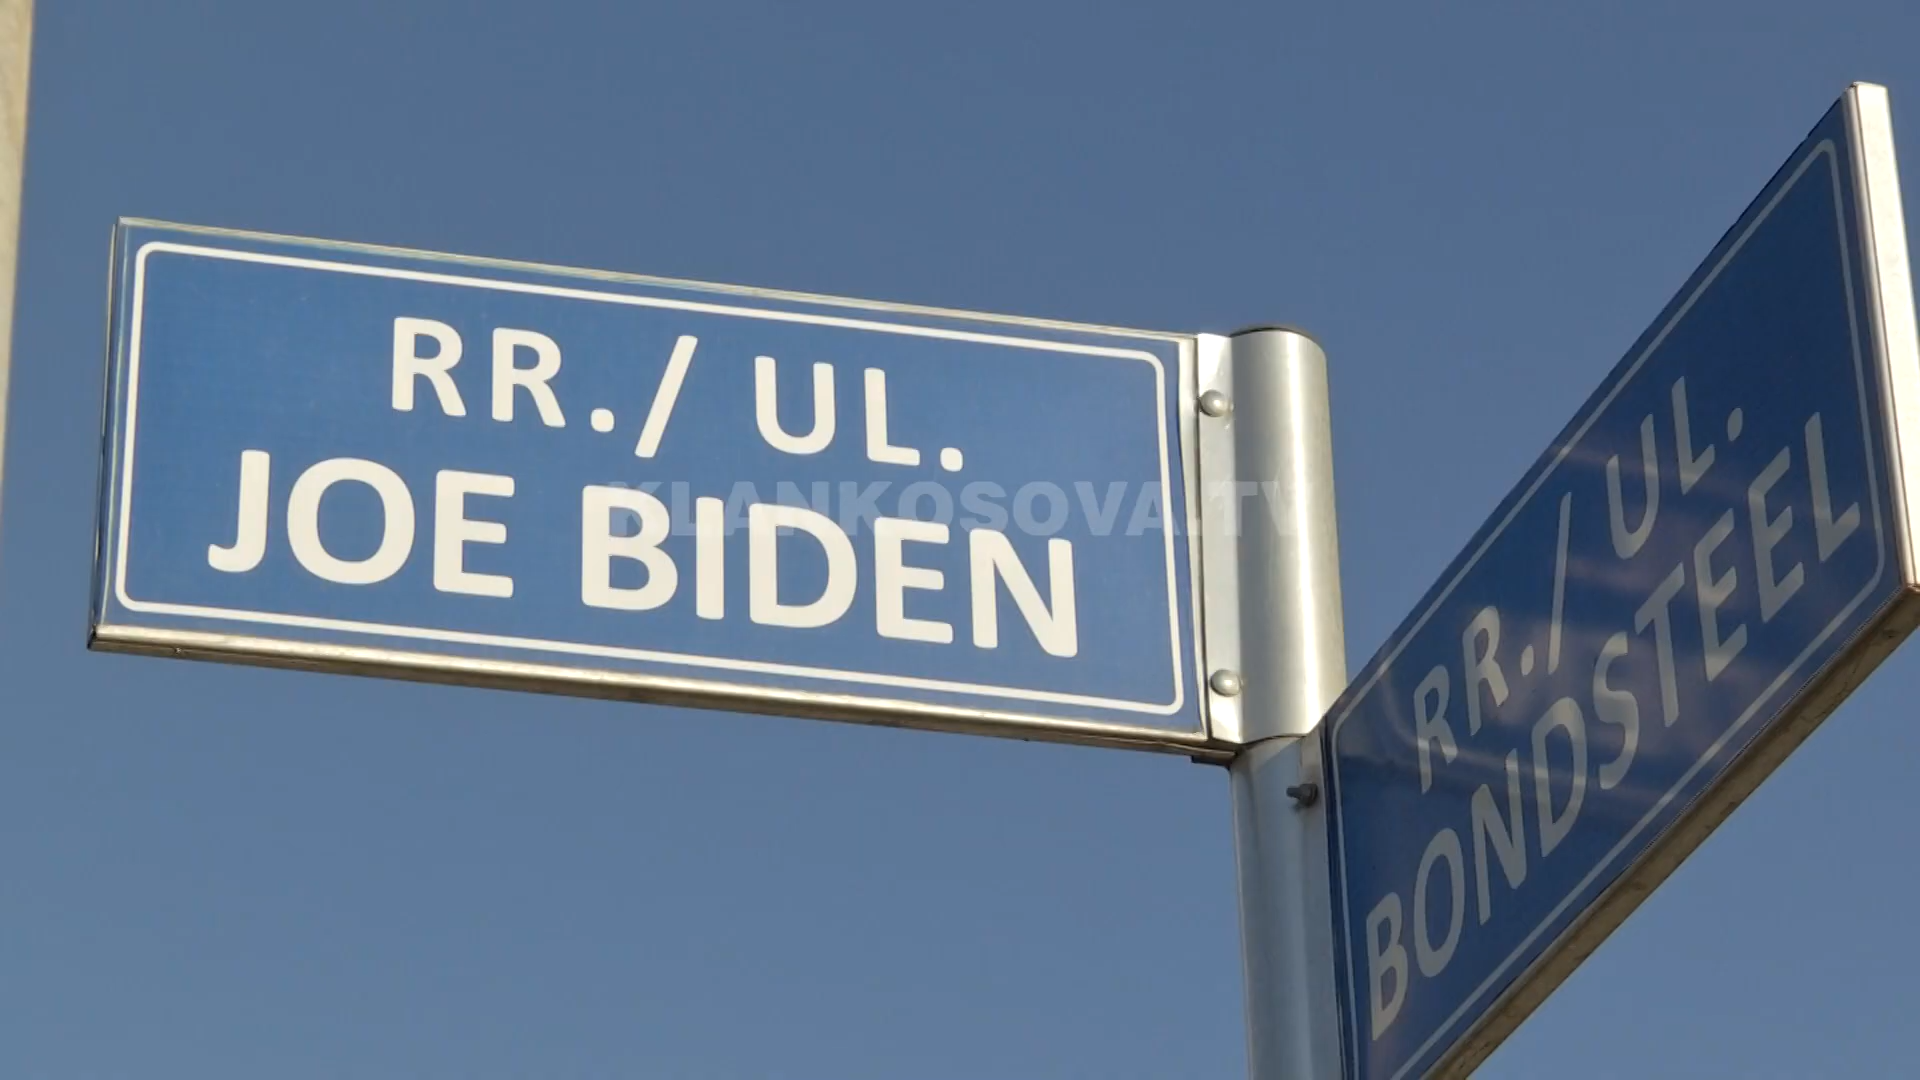 RR./ UL.
JOE BIDEN
KLANKOSOVA.TV
RR./ UL.
BONDSTEEL